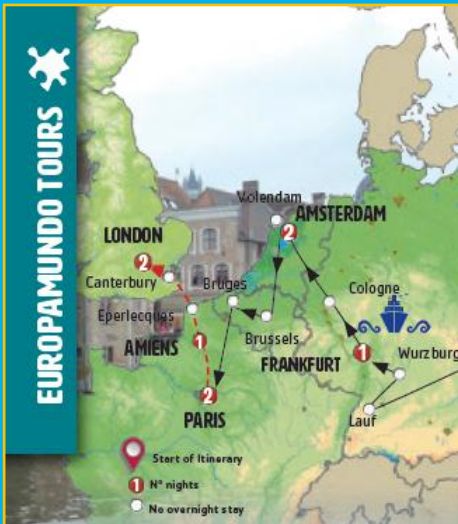 EUROPAMUNDO TOURS
Volendam
AMSTERDAM
2
LONDON
2
Canterbury
Bruges
Cologne
Eperlecques
Brussels
1
AMIENS
FRANKFURT
1
Wurzburg
2
PARIS
Lauf
Start of Itinerary
1 Nº nights
No overnight stay